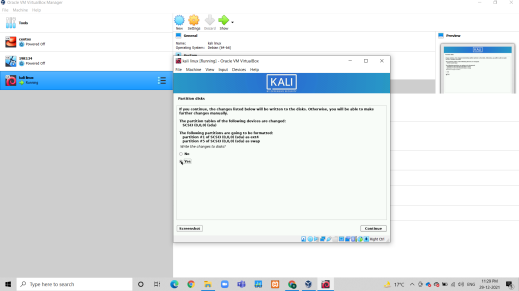 Oracle VM VirtualBox Manager
File Machine Help
Tools
New Settings Discard Show
General
Preview
Name: kali linux
Operating System: Debian (64-bit)
centos
Powered Off
Powered Off
kali linux
Running
kali linux [Running] - Oracle VM VirtualBox
File Machine View Input Devices Help
KALI
Partition disks
If you continue, the changes listed below will be written to the disks. Otherwise, you will be able to
make further changes manually.
The partition tables of the following devices are changed:
SCSI3 (0,0,0) (sda)
The following partitions are going to be formatted:
partition #1 of SCSI3 (0,0,0) (sda) as ext4
partition #5 of SCSI3 (0,0,0) (sda) as swap
Write the changes to disks?
No
Yes
Screenshot
Continue
Right Ctrl
Type here to search
17°C
ENG
11:20 PM
29-12-2021